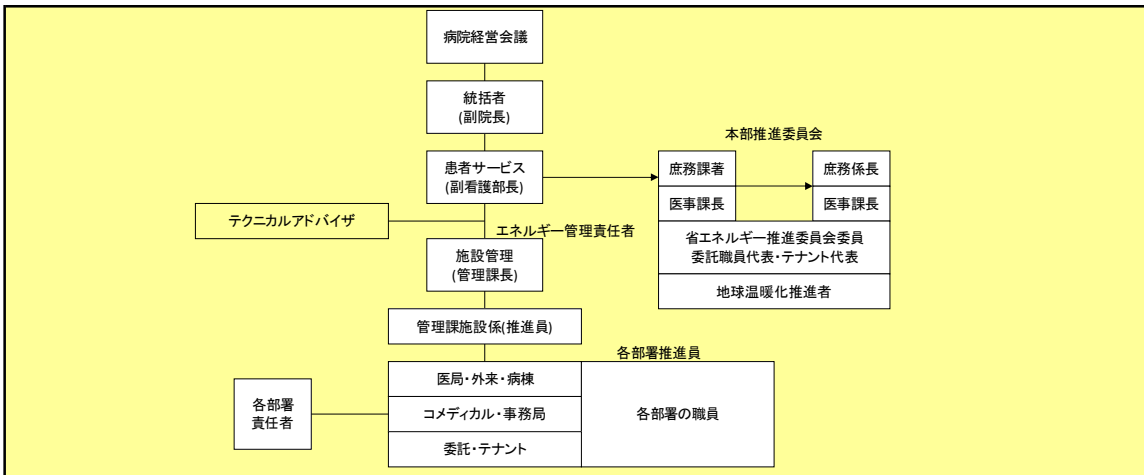 病院経営会議
統括者
(副院長)
本部推進委員会
患者サービス
(副看護部長)
庶務課著
庶務係長
医事課長
医事課長
テクニカルアドバイザ
エネルギー管理責任者
省エネルギー推進委員会委員
委託職員代表・テナント代表
施設管理
(管理課長)
地球温暖化推進者
管理課施設係(推進員)
各部署推進員
医局・外来・病棟
各部署
責任者
コメディカル・事務局
各部署の職員
委託・テナント